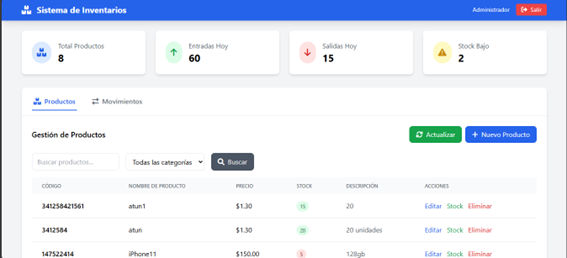 Sistema de Inventarios
Administrador
Salir
Total Productos
8
Entradas Hoy
60
Salidas Hoy
15
Stock Bajo
2
Productos
Movimientos
Gestión de Productos
Actualizar
Nuevo Producto
Buscar productos...
Todas las categorías
Buscar
CÓDIGO NOMBRE DE PRODUCTO PRECIO STOCK DESCRIPCIÓN ACCIONES
341258421561 atun1 $1.30 15 20 Editar Stock Eliminar
3412584 atun $1.30 20 20 unidades Editar Stock Eliminar
147522414 iPhone11 $150.00 5 128gb Editar Stock Eliminar